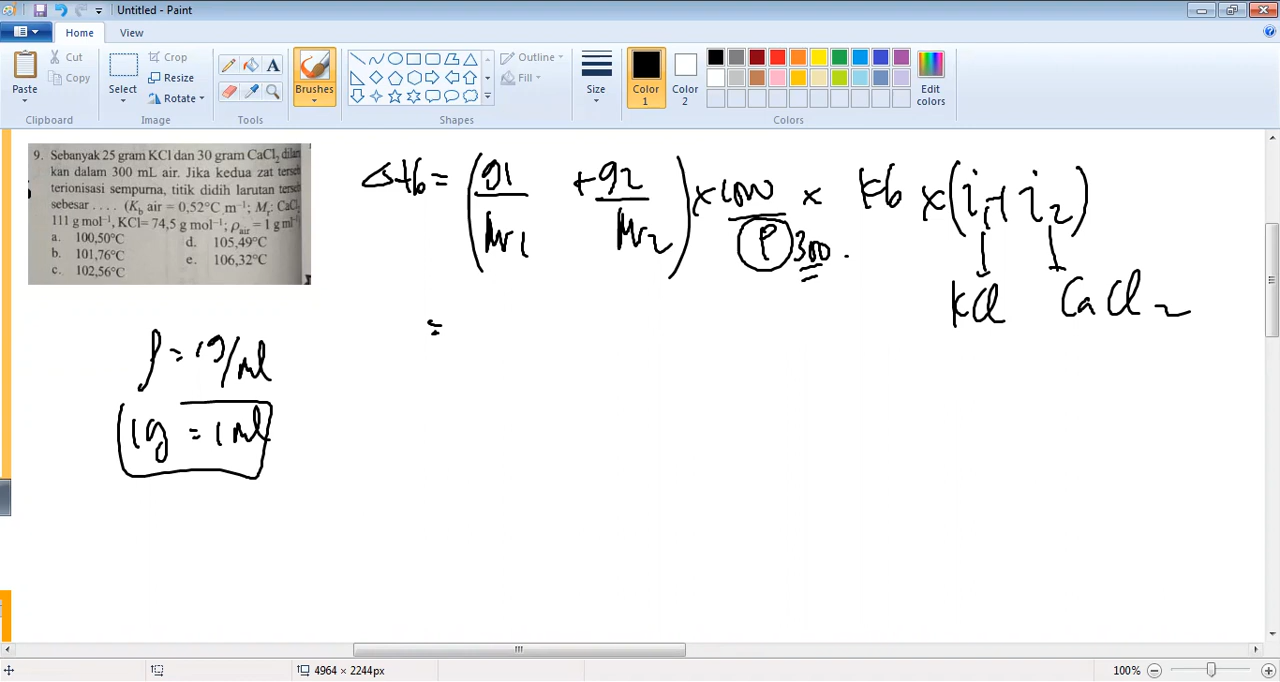 Untitled - Paint
Home
View
Paste
Cut
Copy
Clipboard
Select
Crop
Resize
Rotate
Image
Tools
Brushes
Outline
Fill
Shapes
Size
Color 1
Color 2
Edit colors
Colors
9. Sebanyak 25 gram KCl dan 30 gram CaCl₂
kan dalam 300 mL air. Jika kedua zat
terionisasi sempurna, titik didih larutan
sebesar . . . . (Kb air = 0,52°C m⁻¹; Mr:
111 g mol⁻¹, KCl= 74,5 g mol⁻¹; ρair = 1 g ml⁻¹
a. 100,50°C d. 105,49°C
b. 101,76°C e. 106,32°C
c. 102,56°C
ΔTb = (g1/Mr1 + g2/Mr2) × 1000/P × Kb × (i1 + i2)
300
KCl CaCl2
=
ρ = 1g/ml
1g = 1 ml
4964 × 2244px
100%